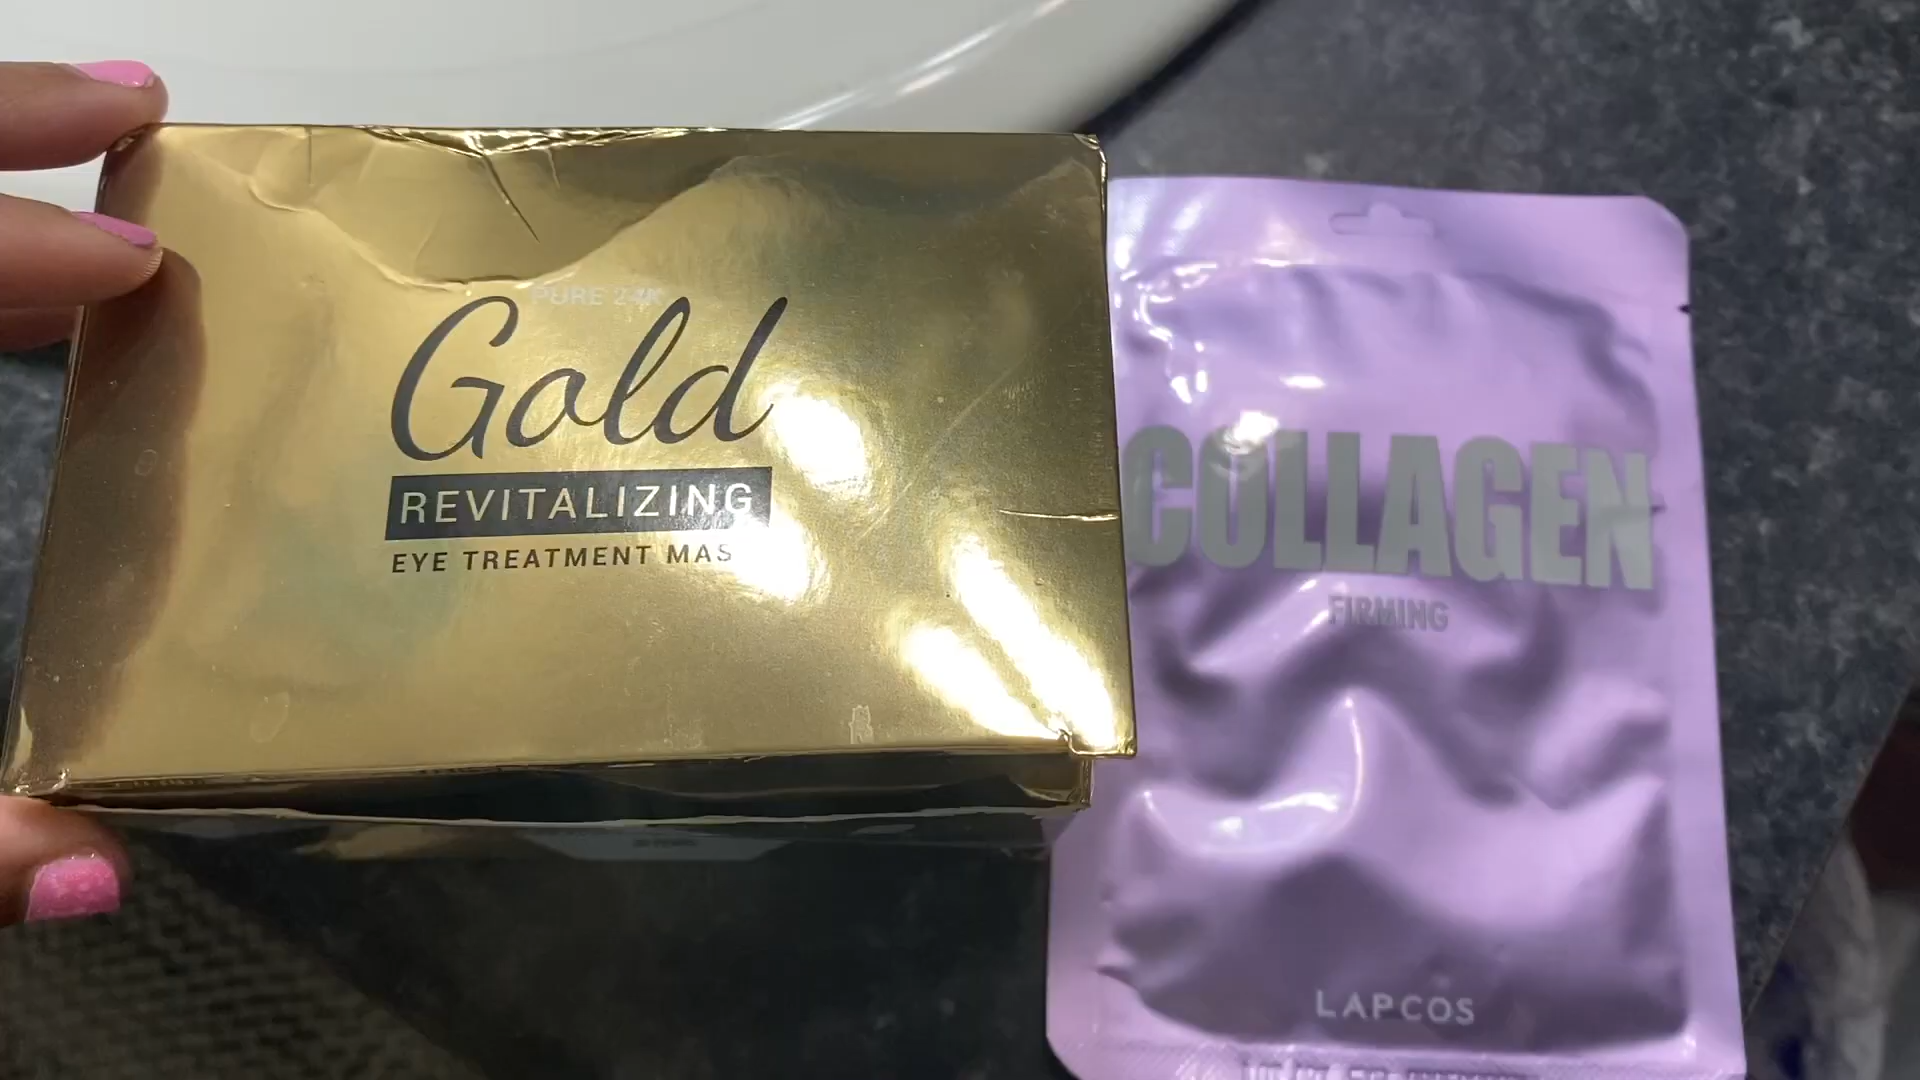 PURE 24K
Gold
REVITALIZING
EYE TREATMENT MAS
COLLAGEN
FIRMING
LAPCOS